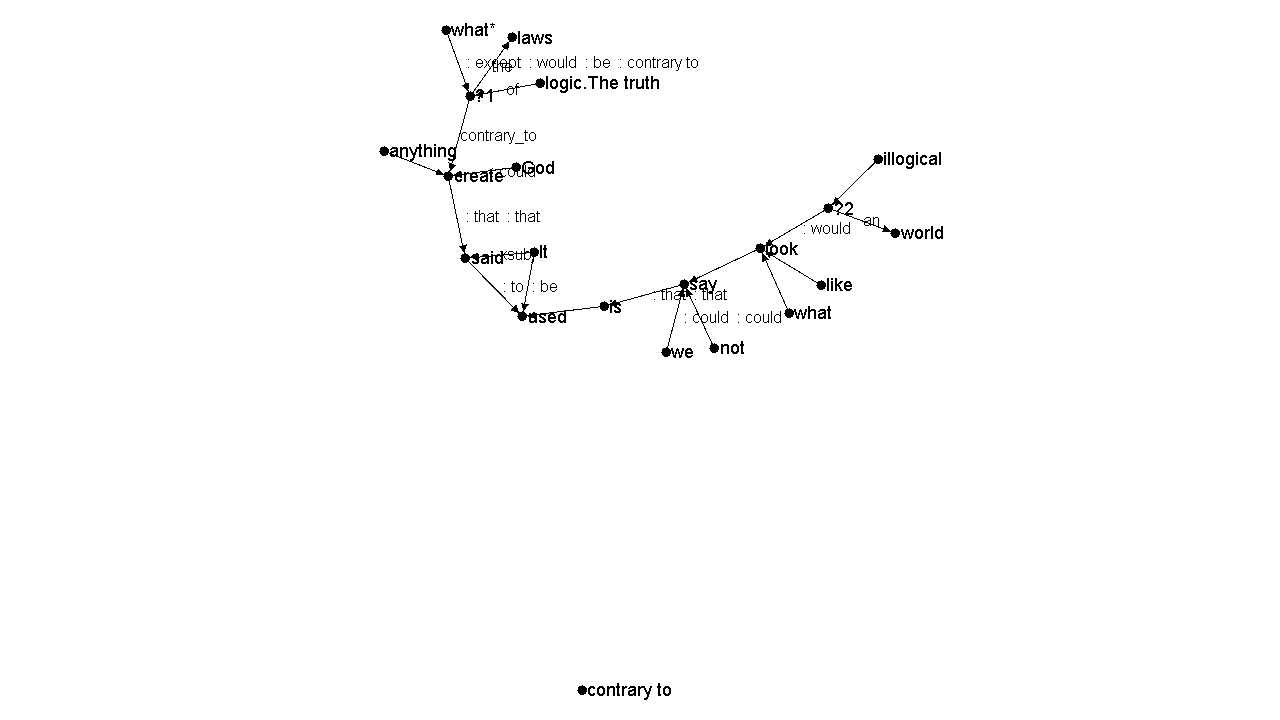 what*
laws
: except : would : be : contrary to
the
logic.The truth
of
?1
contrary_to
anything
illogical
God
create
could
?2
: that : that
an
: would
world
look
It
said
xsubj
say
like
: to : be
: that : that
is
what
used
: could : could
not
we
contrary to